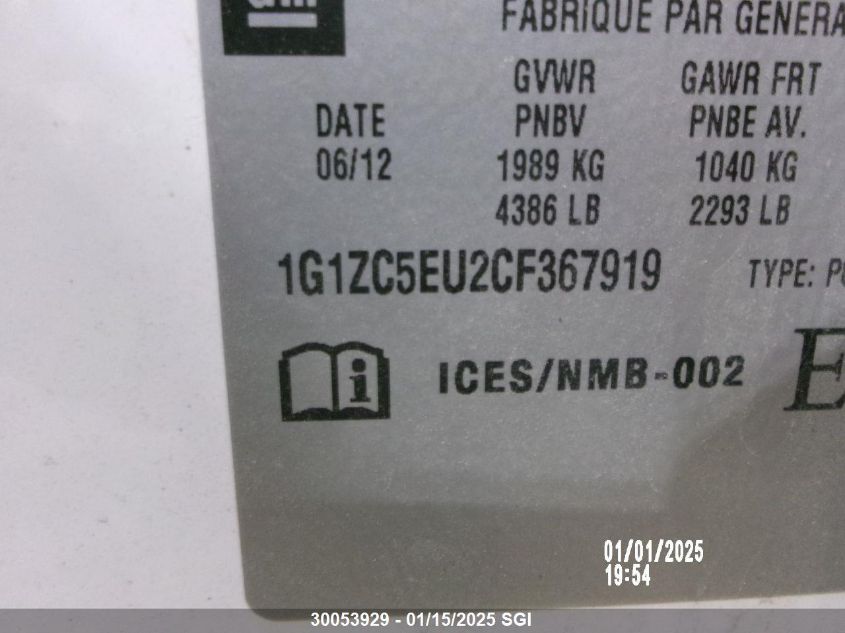 GM
FABRIQUE PAR GENERA
GVWR GAWR FRT
DATE PNBV PNBE AV.
06/12 1989 KG 1040 KG
4386 LB 2293 LB
1G1ZC5EU2CF367919 TYPE:
i ICES/NMB-002 E
01/01/2025
19:54
30053929 - 01/15/2025 SGI